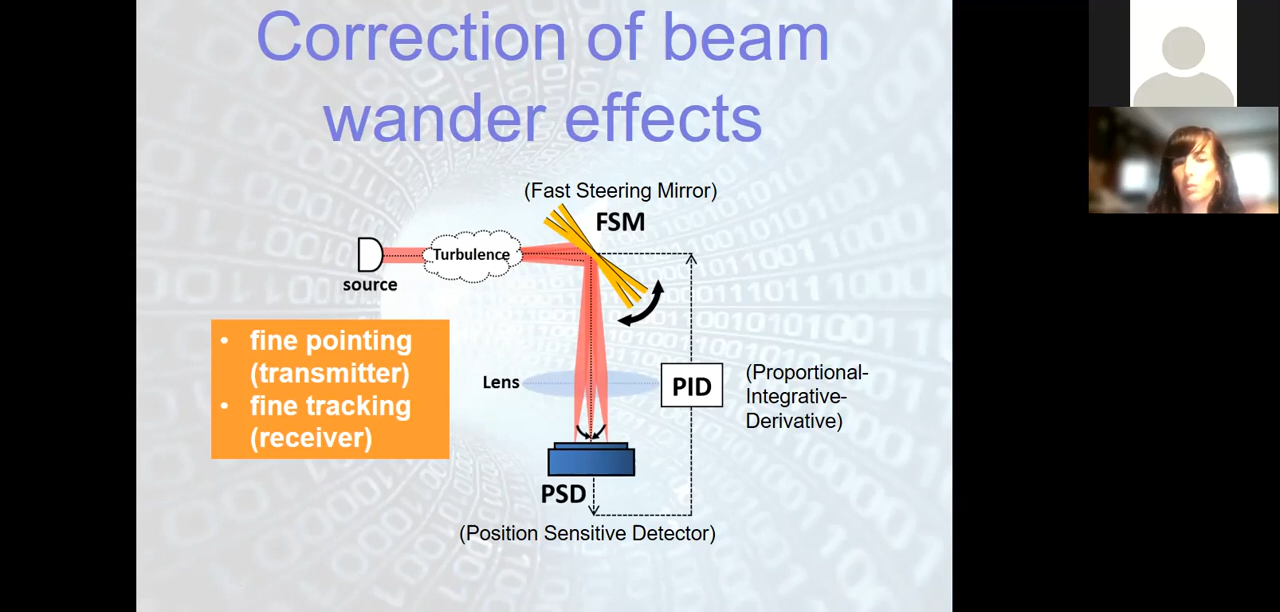 Correction of beam
wander effects
(Fast Steering Mirror)
FSM
Turbulence
source
• fine pointing
(transmitter)
• fine tracking
(receiver)
Lens
PID
(Proportional-
Integrative-
Derivative)
PSD
(Position Sensitive Detector)